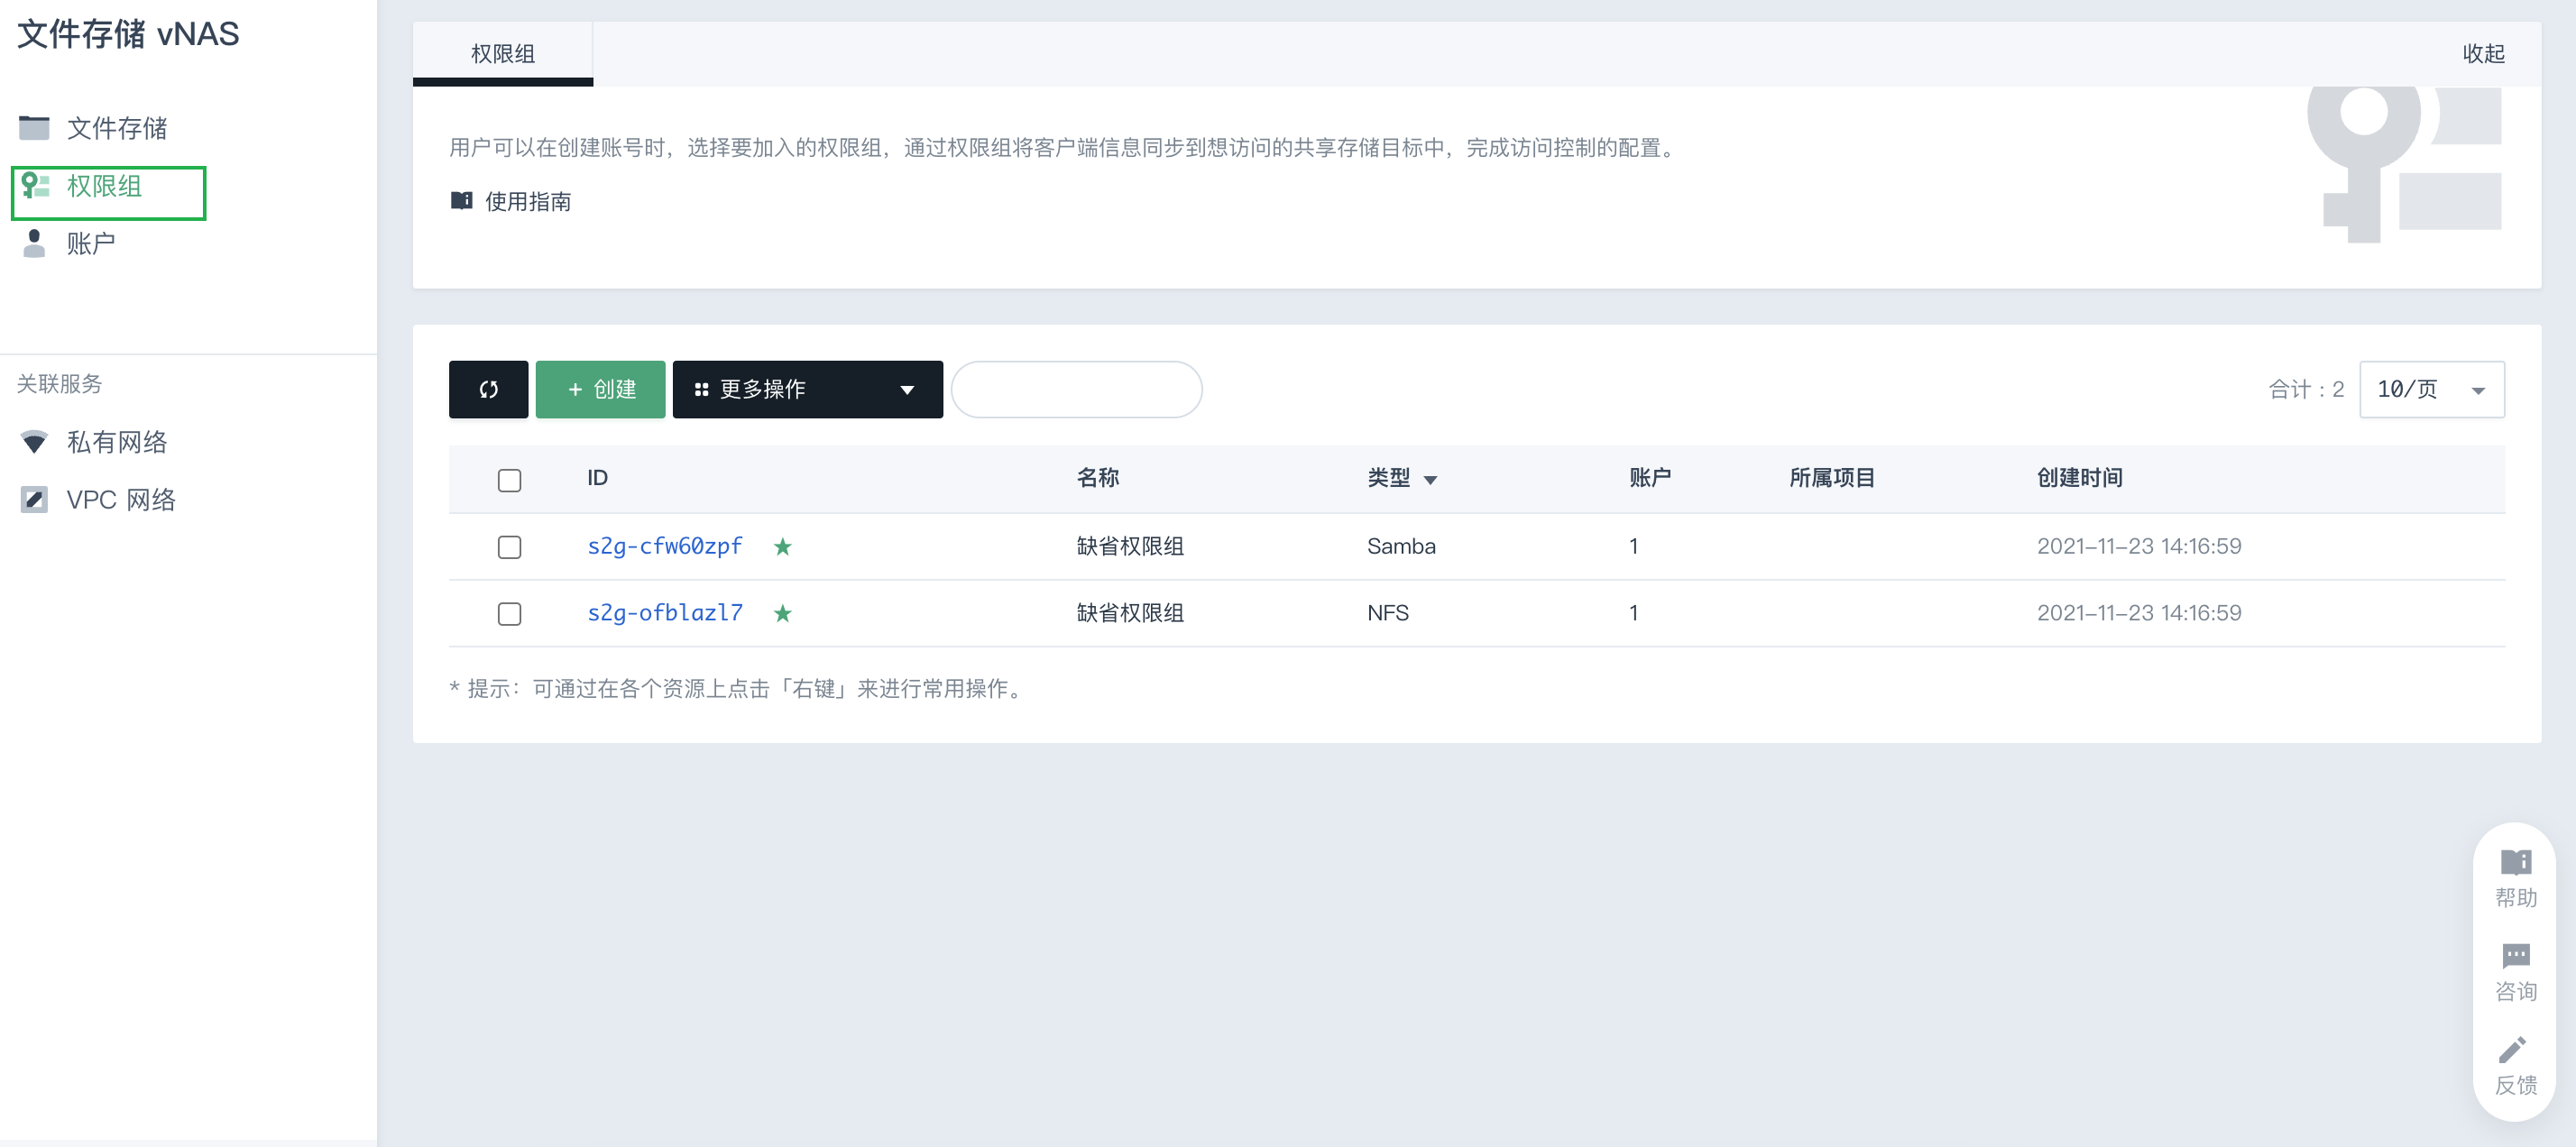 文件存储 vNAS
文件存储
权限组
账户
关联服务
私有网络
VPC 网络
权限组
收起
用户可以在创建账号时，选择要加入的权限组，通过权限组将客户端信息同步到想访问的共享存储目标中，完成访问控制的配置。
使用指南
+ 创建
更多操作
合计：2
10/页
ID 名称 类型 账户 所属项目 创建时间
s2g-cfw60zpf 缺省权限组 Samba 1 2021-11-23 14:16:59
s2g-ofblazl7 缺省权限组 NFS 1 2021-11-23 14:16:59
* 提示：可通过在各个资源上点击「右键」来进行常用操作。
帮助
咨询
反馈